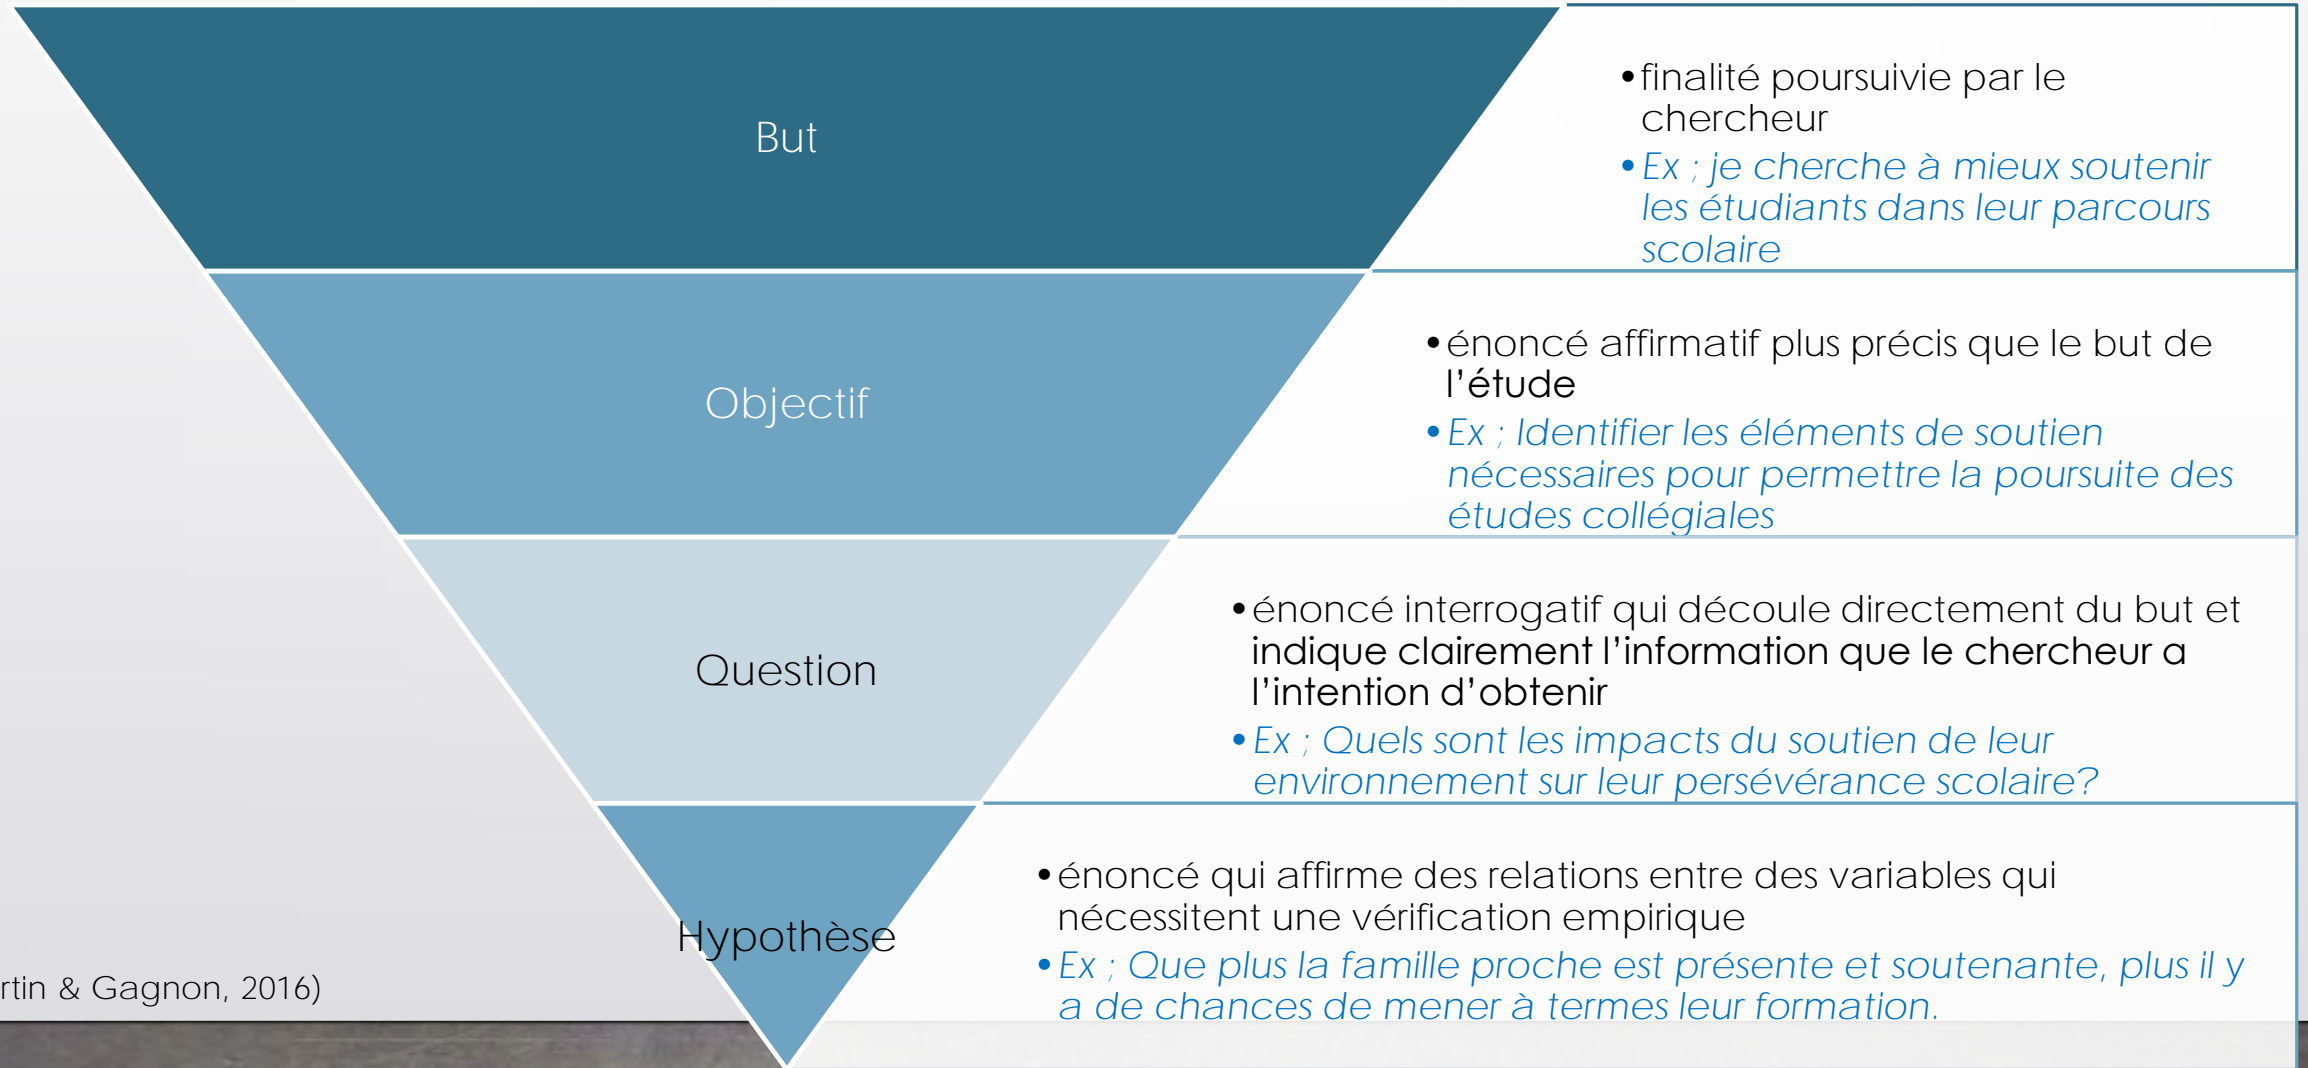 But
•finalité poursuivie par le
chercheur
•Ex ; je cherche à mieux soutenir
les étudiants dans leur parcours
scolaire
Objectif
•énoncé affirmatif plus précis que le but de
l’étude
•Ex ; Identifier les éléments de soutien
nécessaires pour permettre la poursuite des
études collégiales
Question
•énoncé interrogatif qui découle directement du but et
indique clairement l’information que le chercheur a
l’intention d’obtenir
•Ex ; Quels sont les impacts du soutien de leur
environnement sur leur persévérance scolaire?
Hypothèse
•énoncé qui affirme des relations entre des variables qui
nécessitent une vérification empirique
•Ex ; Que plus la famille proche est présente et soutenante, plus il y
a de chances de mener à termes leur formation.
rtin & Gagnon, 2016)